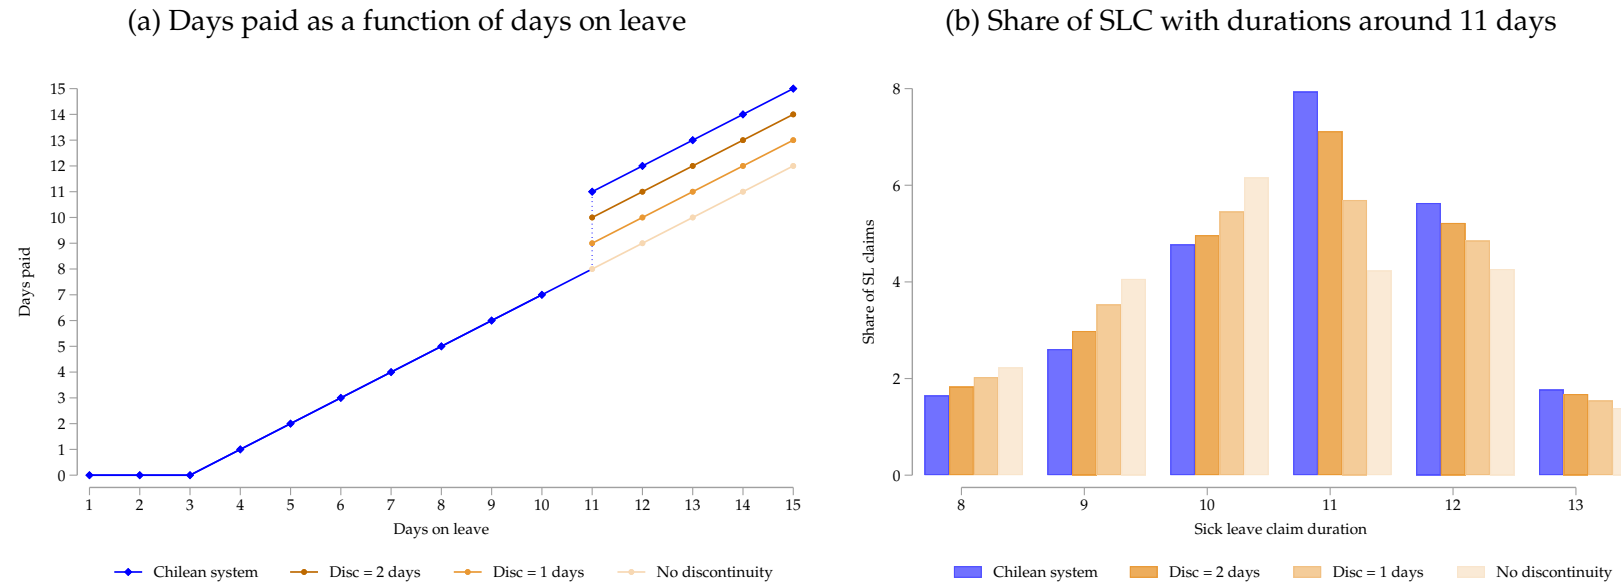 (a) Days paid as a function of days on leave
15
14
13
12
11
10
9
8
7
6
5
4
3
2
1
0
Days paid
1 2 3 4 5 6 7 8 9 10 11 12 13 14 15
Days on leave
Chilean system Disc = 2 days Disc = 1 days No discontinuity
(b) Share of SLC with durations around 11 days
8
6
4
2
0
Share of SL claims
8 9 10 11 12 13
Sick leave claim duration
Chilean system Disc = 2 days Disc = 1 days No discontinuity